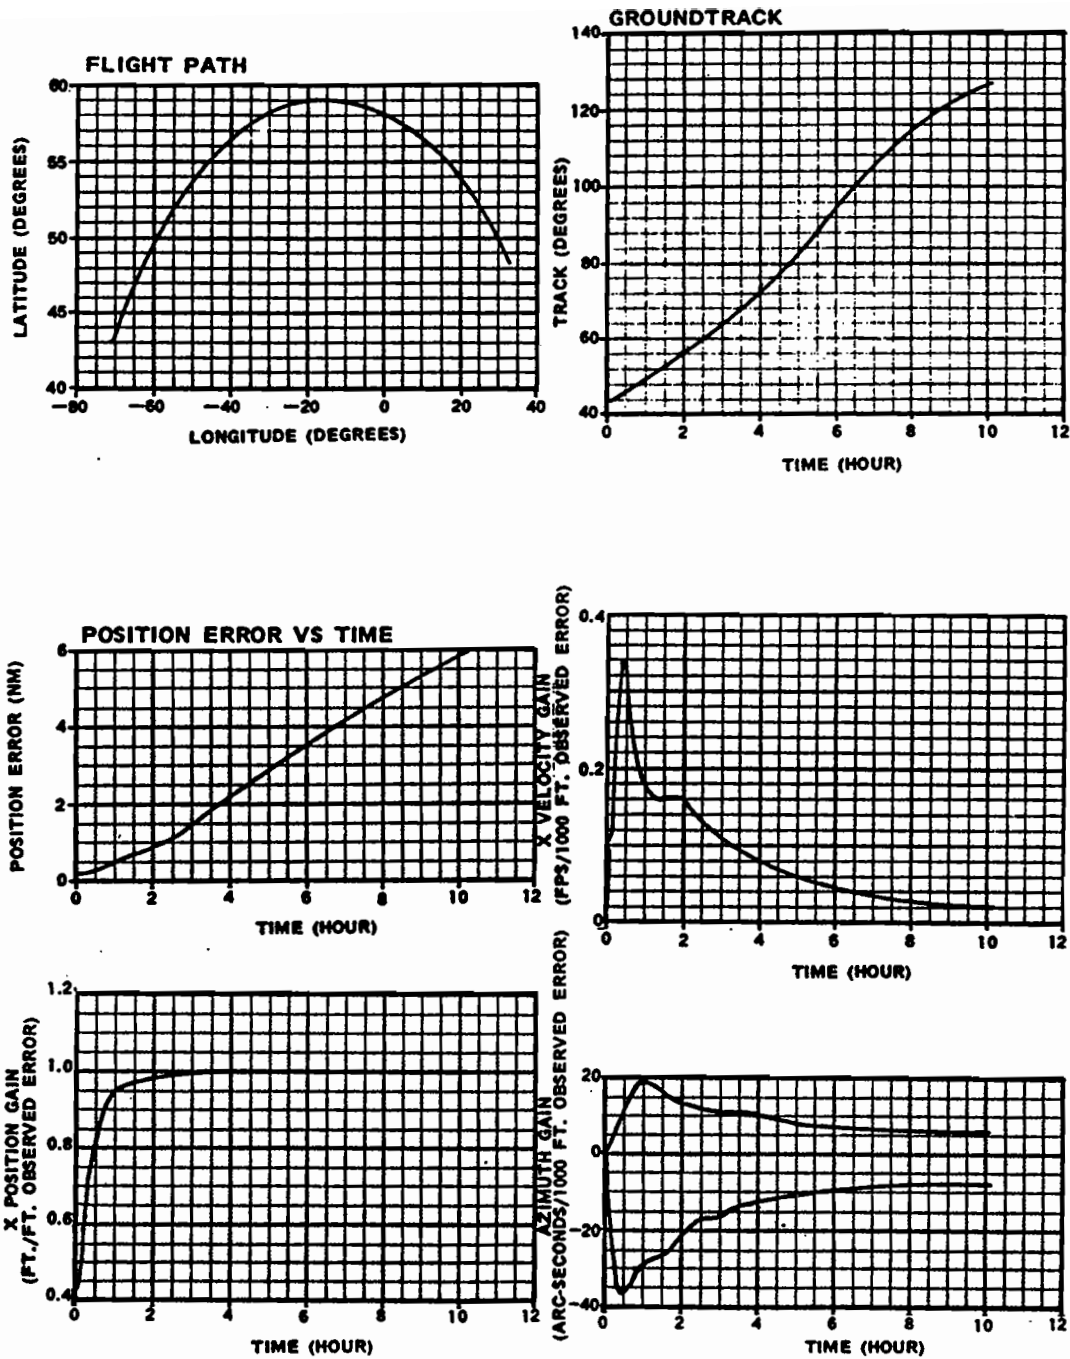 FLIGHT PATH
LATITUDE (DEGREES)
60
55
50
45
40
−80 −60 −40 −20 0 20 40
LONGITUDE (DEGREES)
GROUNDTRACK
TRACK (DEGREES)
140
120
100
80
60
40
0 2 4 6 8 10 12
TIME (HOUR)
POSITION ERROR VS TIME
POSITION ERROR (NM)
6
4
2
0
0 2 4 6 8 10 12
TIME (HOUR)
X VELOCITY GAIN
(FPS/1000 FT. OBSERVED ERROR)
0.4
0.2
0
0 2 4 6 8 10 12
TIME (HOUR)
X POSITION GAIN
(FT./FT. OBSERVED ERROR)
1.2
1.0
0.8
0.6
0.4
0 2 4 6 8 10 12
TIME (HOUR)
AZIMUTH GAIN
(ARC-SECONDS/1000 FT. OBSERVED ERROR)
20
0
−20
−40
0 2 4 6 8 10 12
TIME (HOUR)